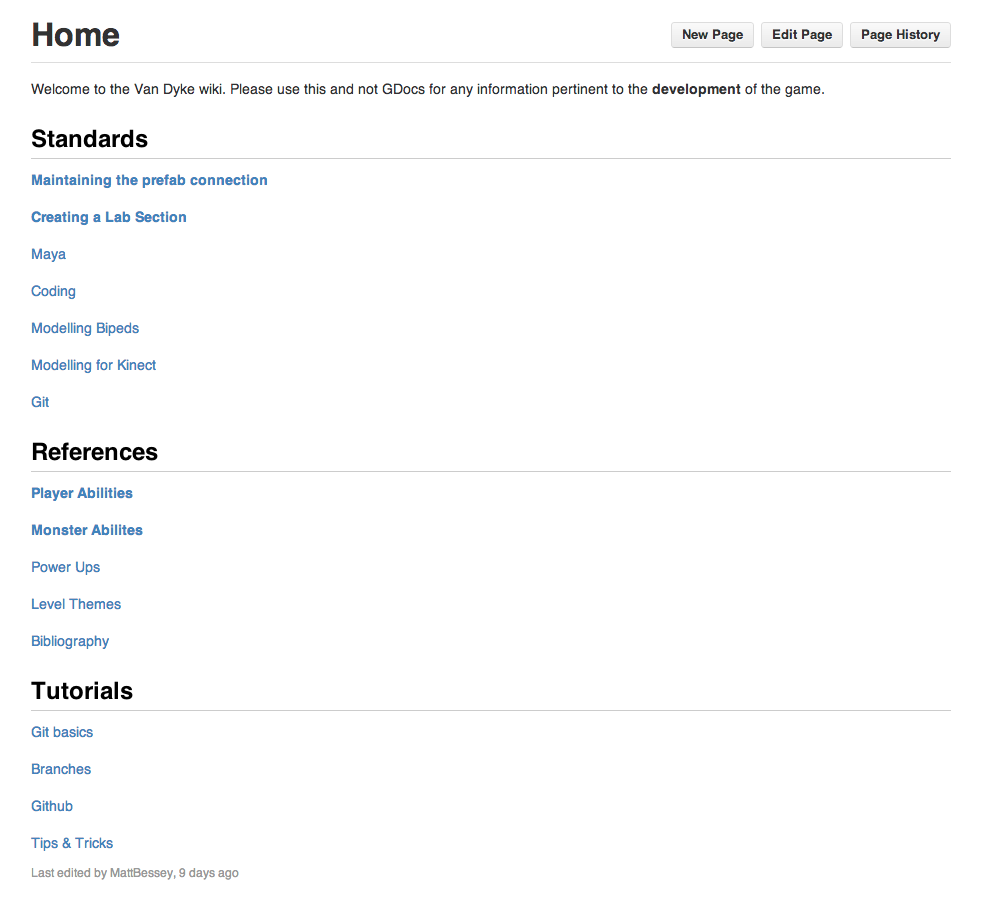 Home
New Page
Edit Page
Page History
Welcome to the Van Dyke wiki. Please use this and not GDocs for any information pertinent to the development of the game.
Standards
Maintaining the prefab connection
Creating a Lab Section
Maya
Coding
Modelling Bipeds
Modelling for Kinect
Git
References
Player Abilities
Monster Abilites
Power Ups
Level Themes
Bibliography
Tutorials
Git basics
Branches
Github
Tips & Tricks
Last edited by MattBessey, 9 days ago